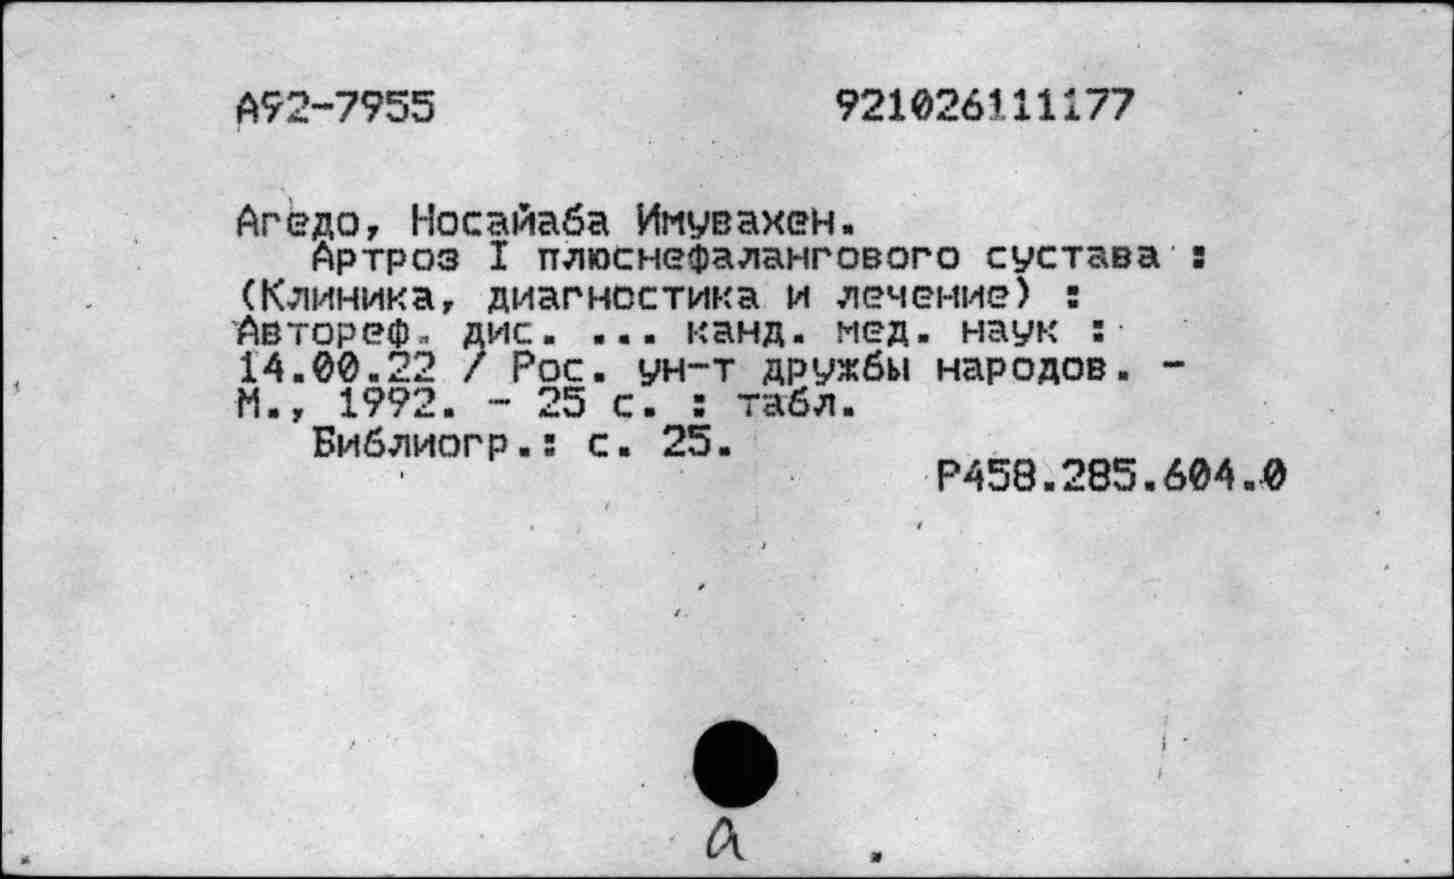 А92-7955 921026111177
Агедо, Носайаба Имувахен.
Артроз I плюснефалангового сустава :
(Клиника, диагностика и лечение) :
Автореф. дис. ... канд. мед. наук :
14.00.22 / Рос. ун-т дружбы народов. -
М., 1992. - 25 с. : табл.
Библиогр.: с. 25.
Р458.285.604.0
А